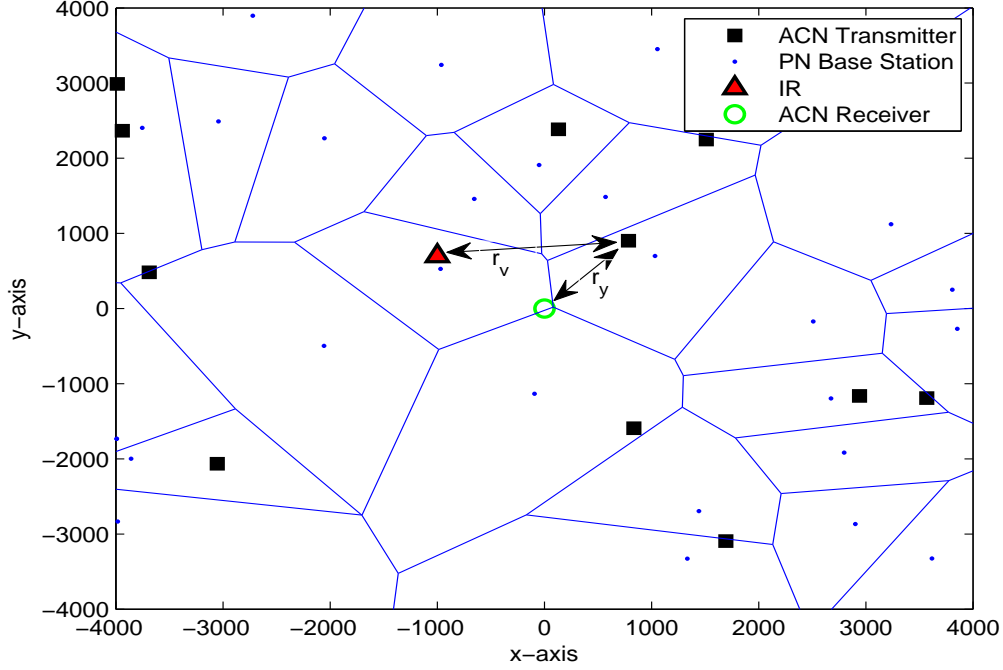 4000
3000
2000
1000
0
−1000
−2000
−3000
−4000
y−axis
ACN Transmitter
PN Base Station
IR
ACN Receiver
r_v
r_y
−4000 −3000 −2000 −1000 0 1000 2000 3000 4000
x−axis